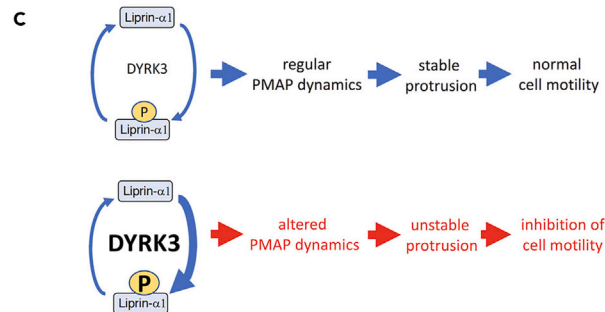 C
Liprin-α1
DYRK3
P
Liprin-α1
regular
PMAP dynamics
stable
protrusion
normal
cell motility
Liprin-α1
DYRK3
P
Liprin-α1
altered
PMAP dynamics
unstable
protrusion
inhibition of
cell motility